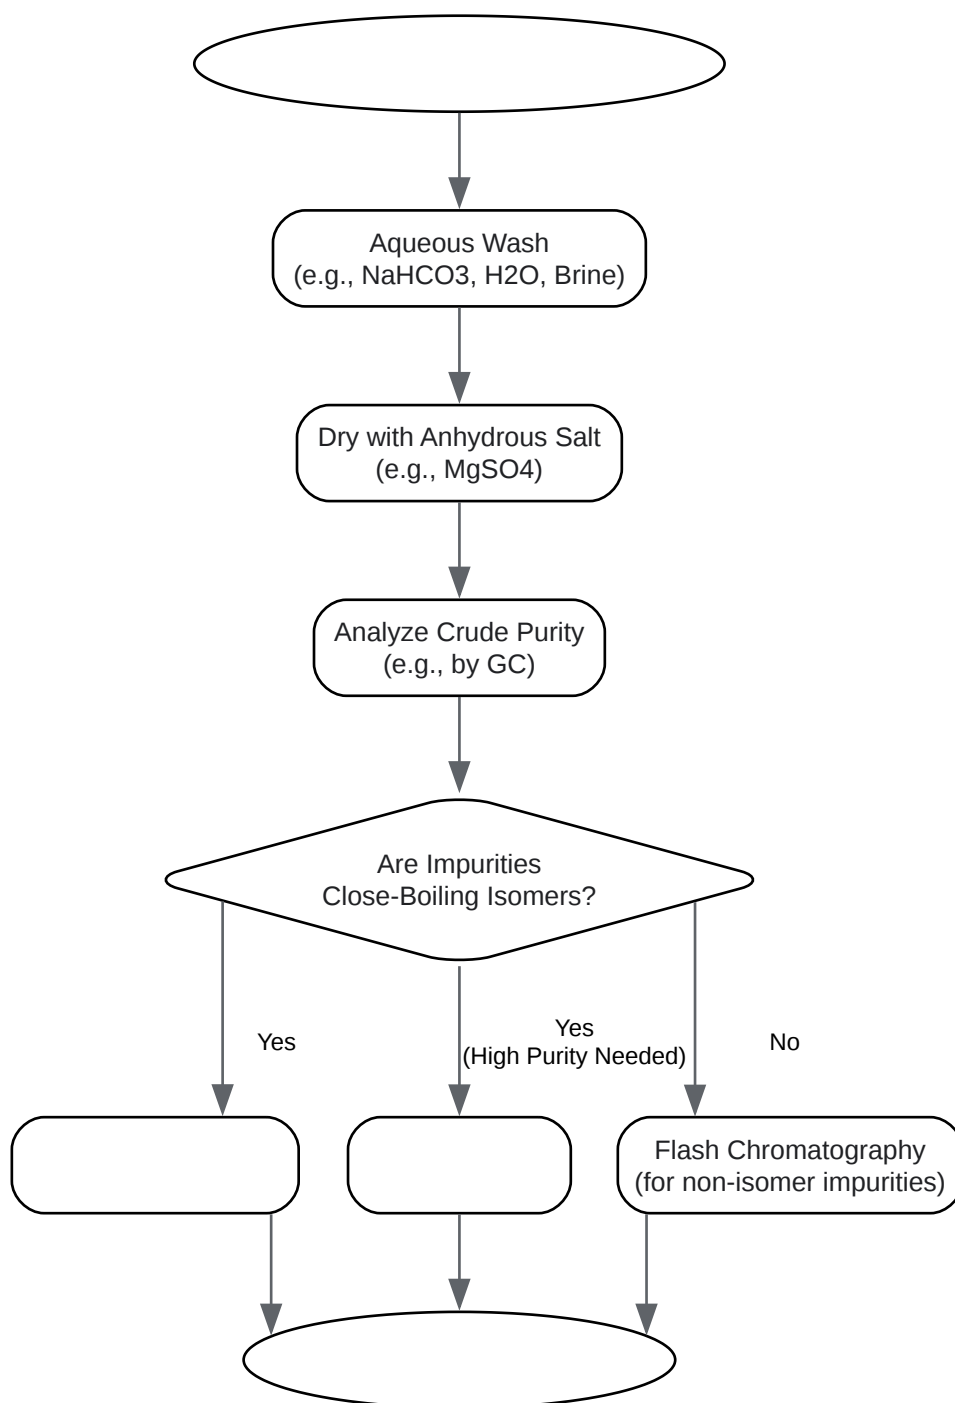 Aqueous Wash
(e.g., NaHCO3, H2O, Brine)
Dry with Anhydrous Salt
(e.g., MgSO4)
Analyze Crude Purity
(e.g., by GC)
Are Impurities
Close-Boiling Isomers?
Yes
Yes
(High Purity Needed)
No
Flash Chromatography
(for non-isomer impurities)